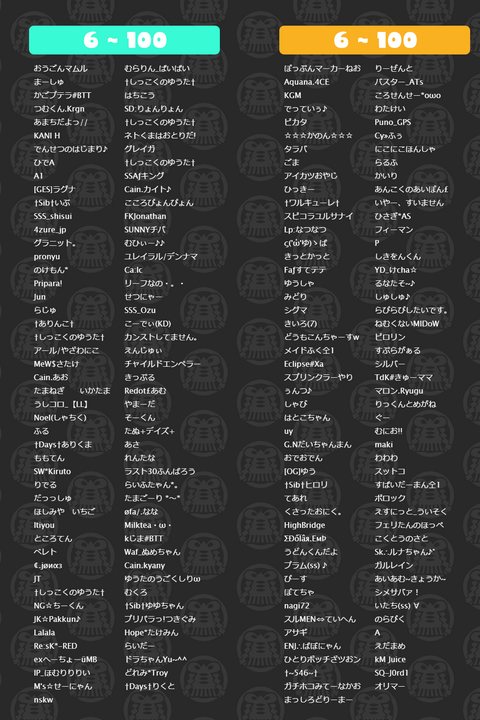 6 ~ 100
おうごんマムル
まーしゅ
かごプテラ#BTT
つむくん.Krgn
あまちだよっ//
KANI H
でんせつのはじまり♪
ひでA
A1
[GES]ラグナ
†Sib†いぶ
SSS_shisui
4zure_jp
グラニット。
pronyu
のけもん*
Pripara!
Jun
らじゅ
†ありんこ†
†しっこくのゆうた†
アール/やざわにこ
MeW$さたけ
Cain.あお
たまねぎ　いかたま
うしコロ_【LL】
Noel(しゃちく)
ふる
†Days†ありくま
ももてん
SW*Kiruto
りでる
だっっしゅ
ほしみや　いちご
Itiyou
ところてん
ベレト
JT
†しっこくのゆうた†
NG☆ちーくん
JK☆Pakkun♪
Lalala
Re:sK*-RED
exへーちょーüMB
IP_ほむりりりい
M's☆せーにゃん
nskw
むらりん_ばいばい
†しっこくのゆうた†
はちこう
SD:りょんりょん
†しっこくのゆうた†
ネトくまはおとりだ!
グレイガ
†しっこくのゆうた†
SSAƒキング
Cain.カイト♪
こころぴょんぴょん
FKJonathan
SUNNYチバ
むひぃー♪♪
ユレイラル/デンナマ
Ca:lc
リーフなの・。・
せつにゃー
SSS_Ozu
こーでぃ(KD)
カンストしてません。
えんじゅぃ
チャイルドエンペラー
きっぷる
Redot£あむ
やまーだ
そーくん
たぬ+デイズ+
あさ
れんたな
ラスト30ふんばろう
らいふたゃん*。
たまごーり *～*
øfa/.なな
Milktea・ω・
kじま#BTT
Waf_ぬめちゃん
Cain.kyany
ゆうたのうごくしりω
むくろ
†Sib†ゆゆちゃん
プリパラっ!つきぐみ
Hope*たけみん
らいだー
ドラちゃんYu~^^
どれみ*Troy
†Days†りくと
6 ~ 100
ぽっぷんマーカーねお
Aquana.4CE
KGM
でっていぅ♪
ピカタ
☆☆☆かのん☆☆☆
タラバ
ごま
アイカツおやじ
ひっきー
†ワルキューレ†
スピコラユルサナイ
Lp:なつなつ
ς('ώ'ゆ)ゝぱ
きっとかっと
Faƒすてテテ
ゆうしゃ
みどり
シグマ
きいろ(7)
どうもこんちゃーすw
メイドふく全1
Eclipse#Xa
スプリンクラーやり
ぅんつ♪
しゃび
はとこちゃん
uy
G.Nだいちゃんまん
おでおでん
[OG]ゆう
†Sib†ヒロリ
てあれ
くさったおにく。
HighBridge
うどんくんだよ
プラム(ss) ♪
びーす
ぽてちゃ
nagi72
スルMEN⇔ていへん
アサギ
ENJ∴ぱぽにゃん
ひとりボッチざツおン
†~546~†
ガチホコみてーなかお
まっしろどりーまー
りーぜんと
バスター_ATs
ころせんせー*owo
わたけい
Puno_GPS
Cy»ふぅ
にこにこほんしゃ
らるふ
かいり
あんこくのあいぽん£
いやー、すいません
ひさぎ*AS
フィーマン
P
しきをんくん
YD_けcha☆
るなたそ~♪
しゅしゅ♪
らぴらぴしたいです。
ねむくないMIDoW
ピロリン
すぷらがぁる
シルバー
TdK#きゅーママ
マロン.Ryugu
りっくんとめがね
ぐー
むにお!!
maki
わわわ
スットコ
すぱいだーまん全1
ポロック
えすにっと_ういそく
フェリたんのほっぺ
こくとうのさと
Sk∴ルナちゃん♪ﾞ
ガルレイン
あいあむ~きょうか~
シメサバァ！
いたち(ss) ∀
のらぴく
A
えだまめ
kM Juice
SQ-J0rd1
オリマー